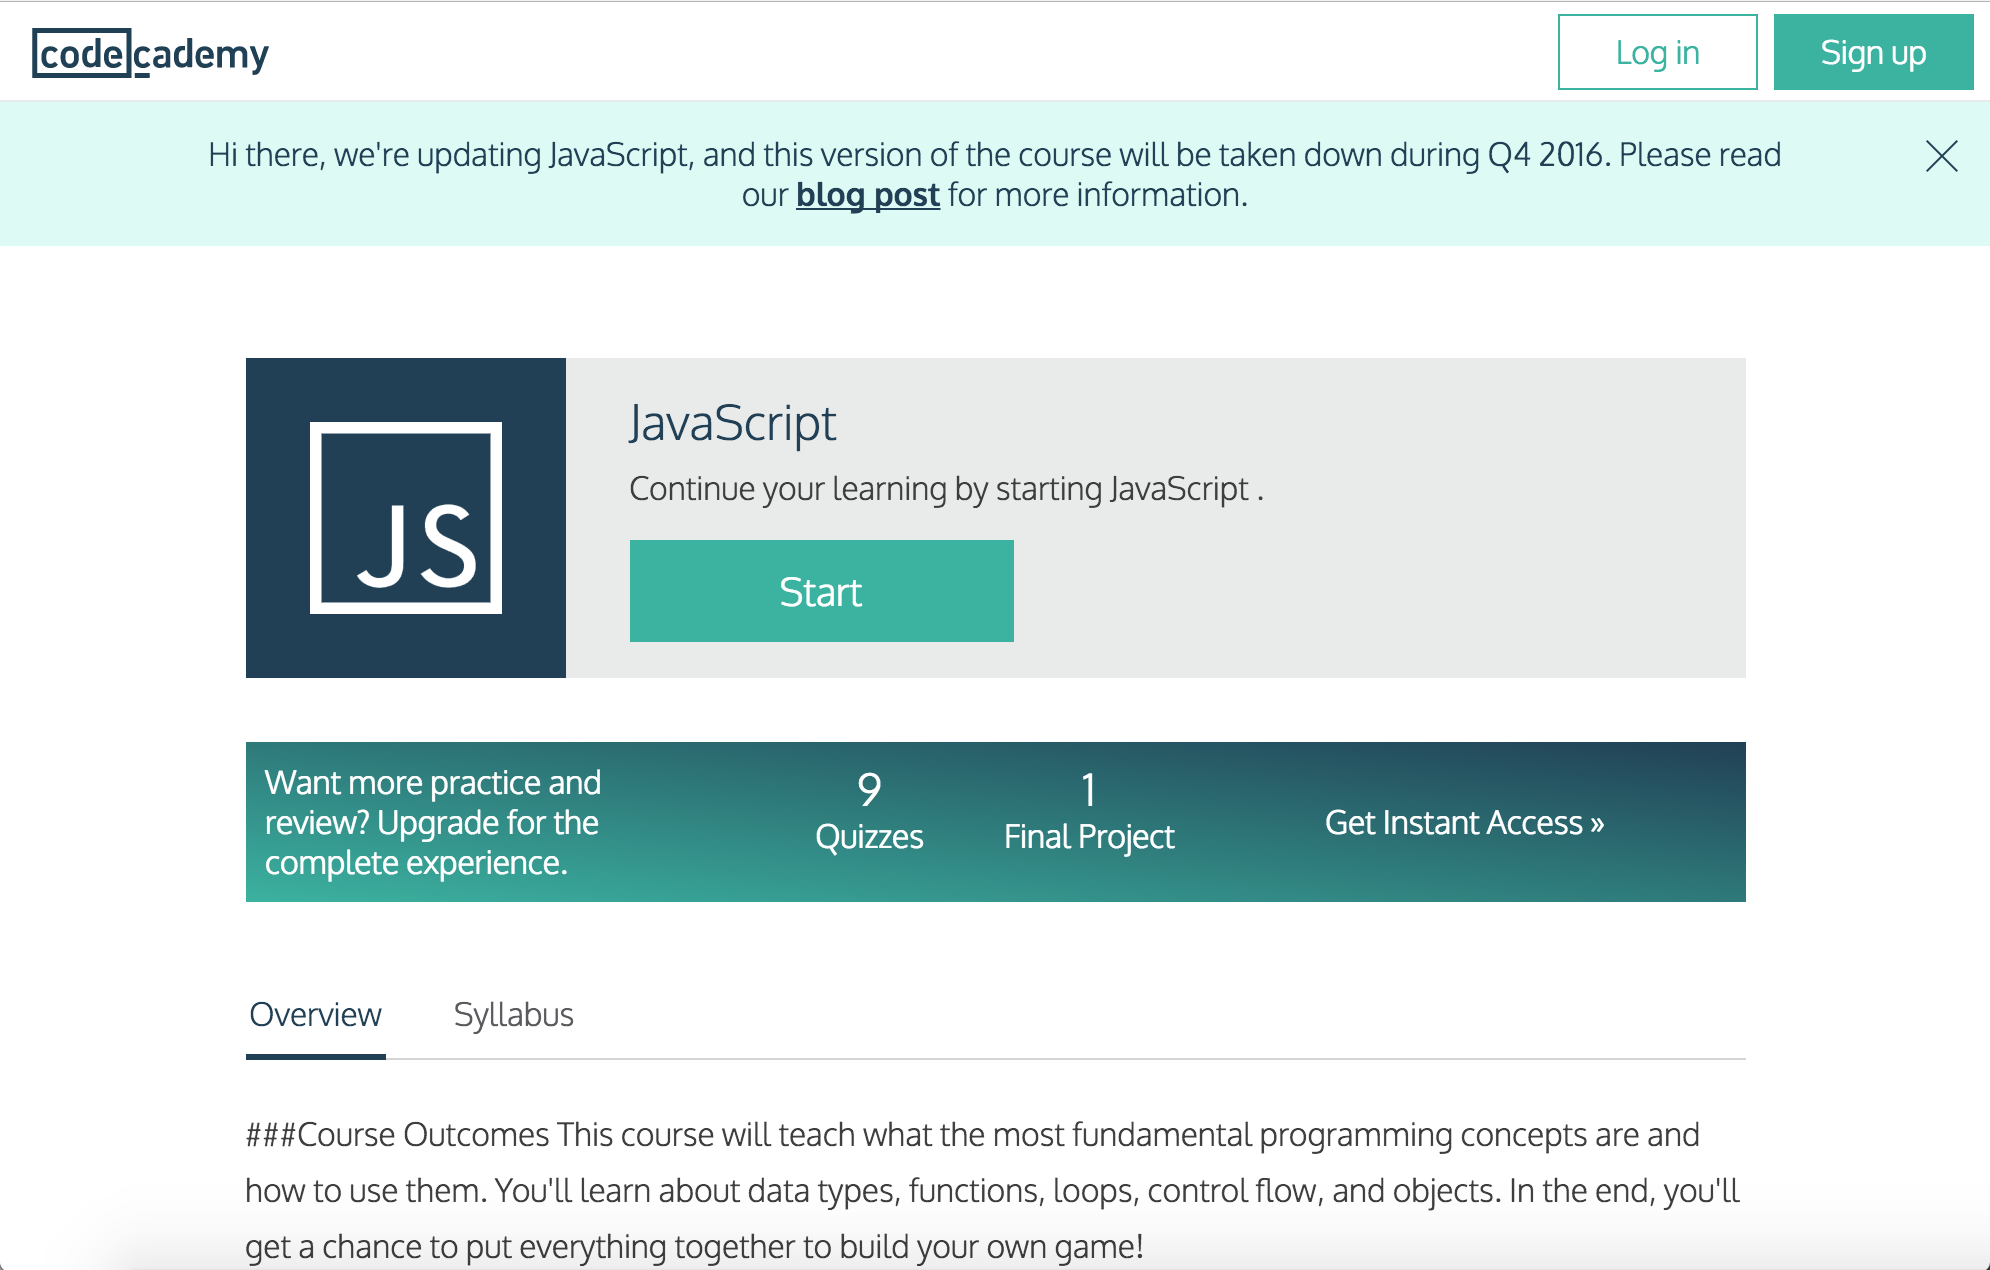 codecademy
Log in
Sign up
Hi there, we're updating JavaScript, and this version of the course will be taken down during Q4 2016. Please read
our blog post for more information.
JS
JavaScript
Continue your learning by starting JavaScript .
Start
Want more practice and
review? Upgrade for the
complete experience.
9
Quizzes
1
Final Project
Get Instant Access »
Overview
Syllabus
###Course Outcomes This course will teach what the most fundamental programming concepts are and
how to use them. You'll learn about data types, functions, loops, control flow, and objects. In the end, you'll
get a chance to put everything together to build your own game!